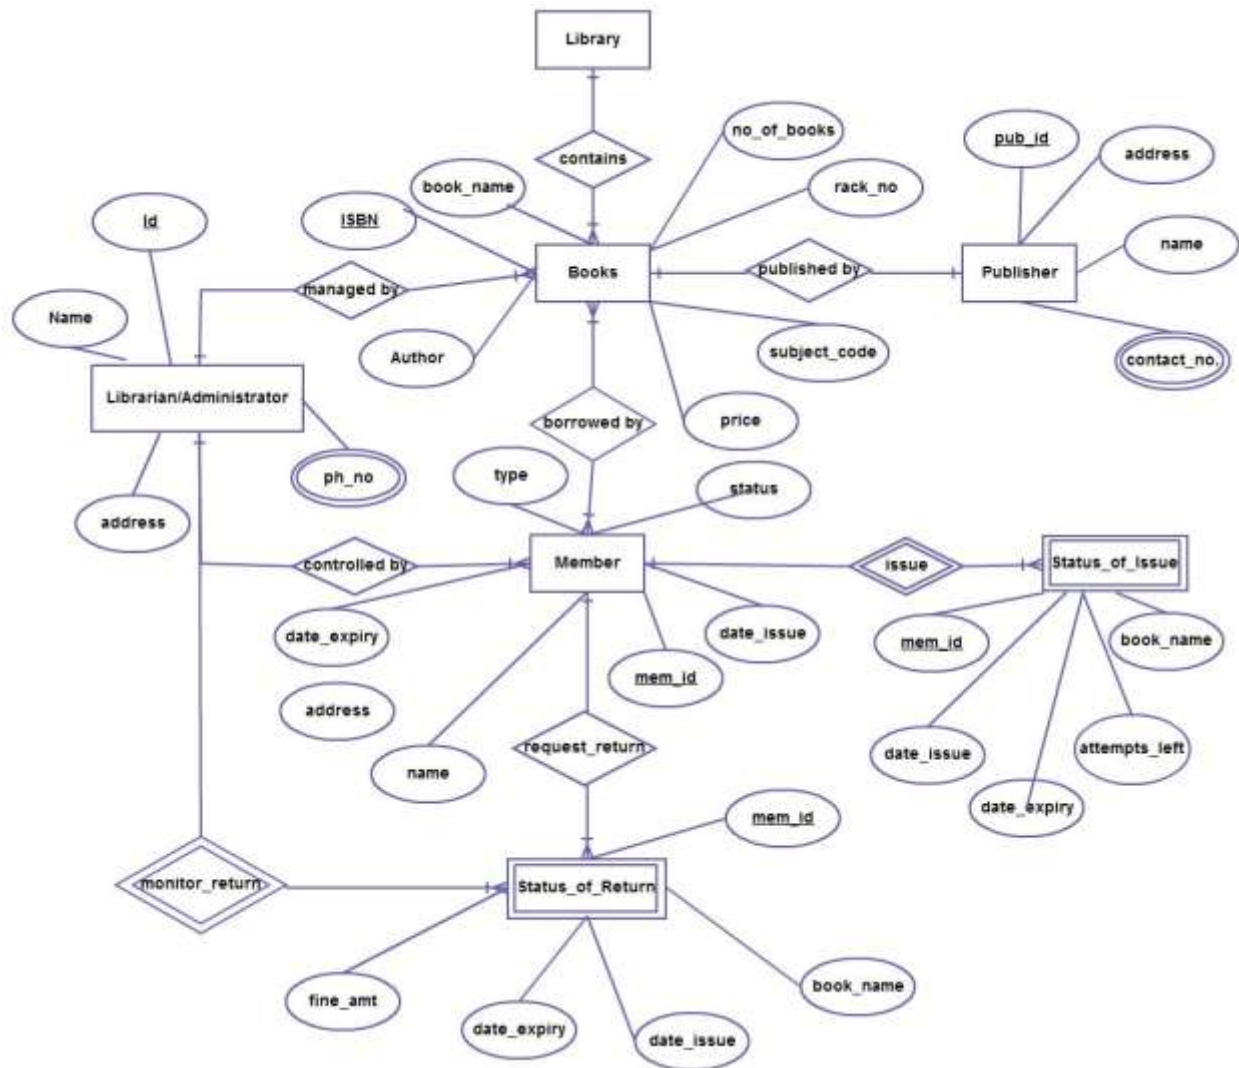 Library
no_of_books
pub_id
contains
address
book_name
rack_no
Id
ISBN
name
Books
published by
Publisher
managed by
Name
Author
subject_code
contact_no.
Librarian/Administrator
borrowed by
price
ph_no
type
status
address
controlled by
Member
issue
Status_of_Issue
date_expiry
date_issue
mem_id
book_name
mem_id
address
request_return
date_issue
attempts_left
name
date_expiry
mem_id
monitor_return
Status_of_Return
fine_amt
book_name
date_expiry
date_issue